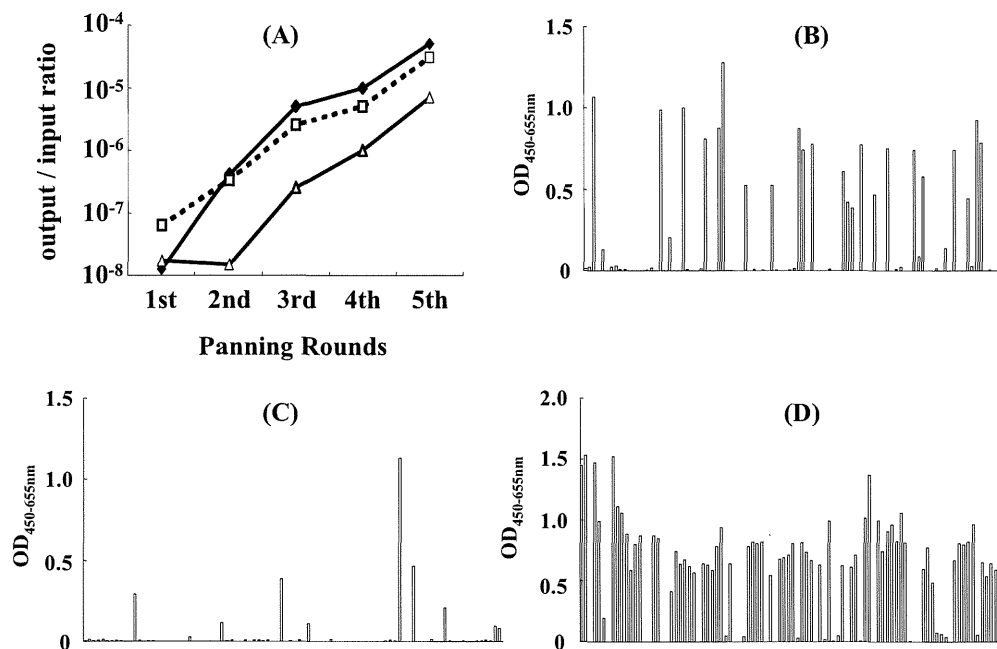 (A)
output / input ratio
10⁻⁴
10⁻⁵
10⁻⁶
10⁻⁷
10⁻⁸
1st 2nd 3rd 4th 5th
Panning Rounds
(B)
OD450-655nm
1.5
1.0
0.5
0
(C)
OD450-655nm
1.5
1.0
0.5
0
(D)
OD450-655nm
2.0
1.5
1.0
0.5
0